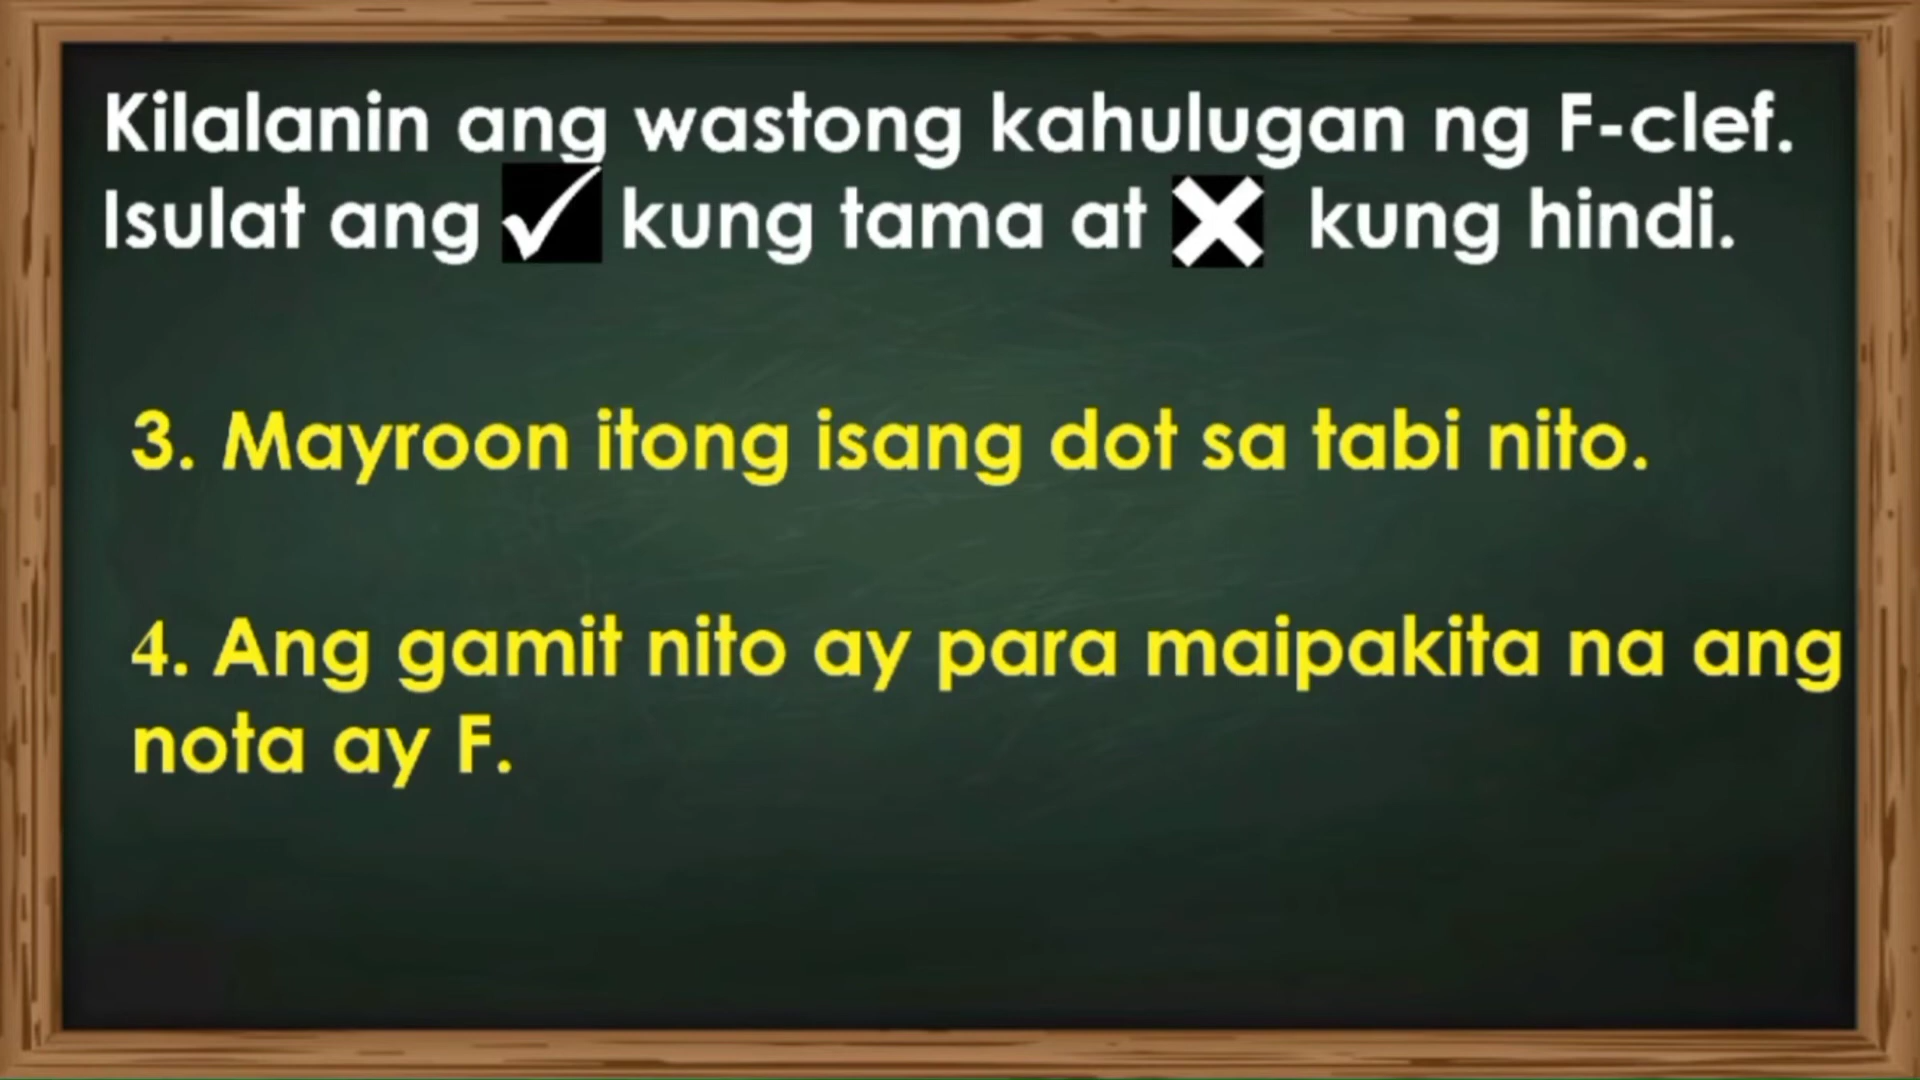 Kilalanin ang wastong kahulugan ng F-clef.
Isulat ang ✓ kung tama at ✖ kung hindi.
3. Mayroon itong isang dot sa tabi nito.
4. Ang gamit nito ay para maipakita na ang
nota ay F.